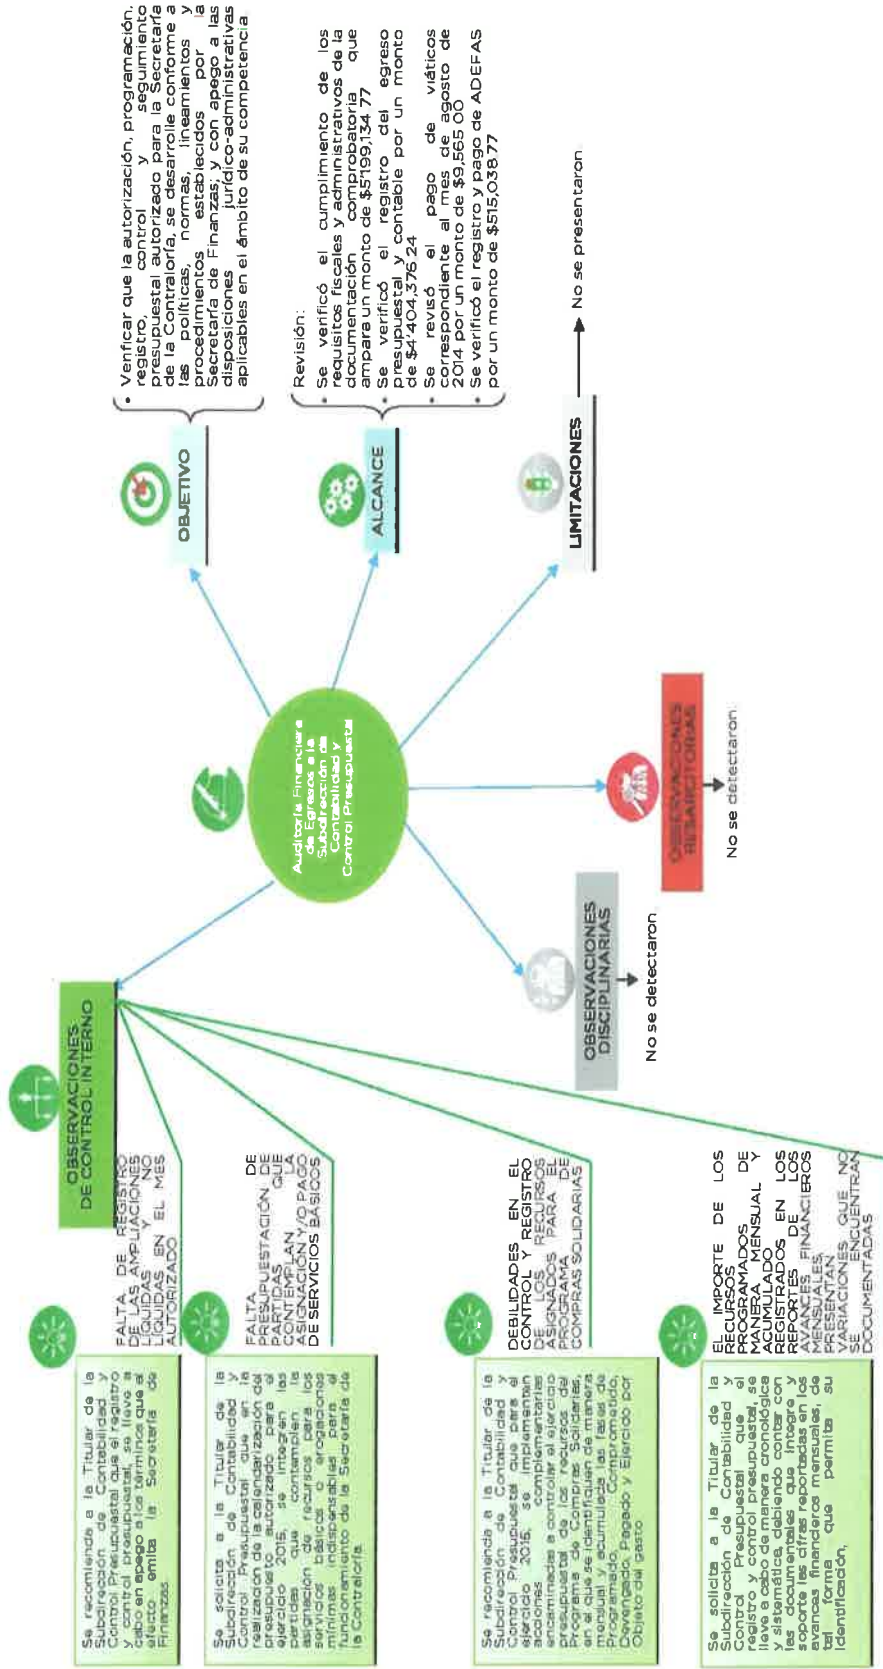 Auditoría Financiera
de Egresos a la
Subdirección de
Contabilidad y
Control Presupuestal
OBJETIVO
• Verificar que la autorización, programación,
registro, control y seguimiento
presupuestal autorizado para la Secretaría
de la Contraloría, se desarrolle conforme a
las políticas, normas, lineamientos y
procedimientos establecidos por la
Secretaría de Finanzas; y con apego a las
disposiciones jurídico-administrativas
aplicables en el ámbito de su competencia
ALCANCE
Revisión:
• Se verificó el cumplimiento de los
requisitos fiscales y administrativos de la
documentación comprobatoria que
ampara un monto de $5'199,134 77
• Se verificó el registro del egreso
presupuestal y contable por un monto
de $4'404,376 24
• Se revisó el pago de viáticos
correspondiente al mes de agosto de
2014 por un monto de $9,565 00
• Se verificó el registro y pago de ADEFAS
por un monto de $515,038.77
LIMITACIONES
No se presentaron
OBSERVACIONES
RESARCITORIAS
No se detectaron
OBSERVACIONES
DISCIPLINARIAS
No se detectaron
OBSERVACIONES
DE CONTROL INTERNO
FALTA DE REGISTRO
DE LAS AMPLIACIONES
LÍQUIDAS Y NO
LÍQUIDAS EN EL MES
AUTORIZADO
Se recomienda a la Titular de la
Subdirección de Contabilidad y
Control Presupuestal que el registro
y control presupuestal, se lleve a
cabo en apego a los términos que al
efecto emita la Secretaría de
Finanzas
FALTA DE
PRESUPUESTACIÓN DE
PARTIDAS QUE
CONTEMPLAN LA
ASIGNACIÓN Y/O PAGO
DE SERVICIOS BÁSICOS
Se solicita a la Titular de la
Subdirección de Contabilidad y
Control Presupuestal que en la
realización de la calendarización del
presupuesto autorizado para el
ejercicio 2015, se integren las
partidas que contemplen la
asignación de recursos para los
servicios básicos o erogaciones
mínimas indispensables para el
funcionamiento de la Secretaría de
la Contraloría
DEBILIDADES EN EL
CONTROL Y REGISTRO
DE LOS RECURSOS
ASIGNADOS PARA EL
PROGRAMA DE
COMPRAS SOLIDARIAS
Se recomienda a la Titular de la
Subdirección de Contabilidad y
Control Presupuestal que para el
ejercicio 2015, se implementen
acciones complementarias
encaminadas a controlar el ejercicio
presupuestal de los recursos del
Programa de Compras Solidarias,
en el que se identifiquen de manera
mensual y acumulada las fases de
Programado, Comprometido,
Devengado, Pagado y Ejercido por
Objeto del gasto
EL IMPORTE DE LOS
RECURSOS
PROGRAMADOS DE
MANERA MENSUAL Y
ACUMULADO
REGISTRADOS EN LOS
REPORTES DE LOS
AVANCES FINANCIEROS
MENSUALES,
PRESENTAN
VARIACIONES QUE NO
SE ENCUENTRAN
DOCUMENTADAS
Se solicita a la Titular de la
Subdirección de Contabilidad y
Control Presupuestal que el
registro y control presupuestal, se
lleve a cabo de manera cronológica
y sistemática, debiendo contar con
las documentales que integre y
soporte las cifras reportadas en los
avances financieros mensuales, de
tal forma que permita su
identificación,